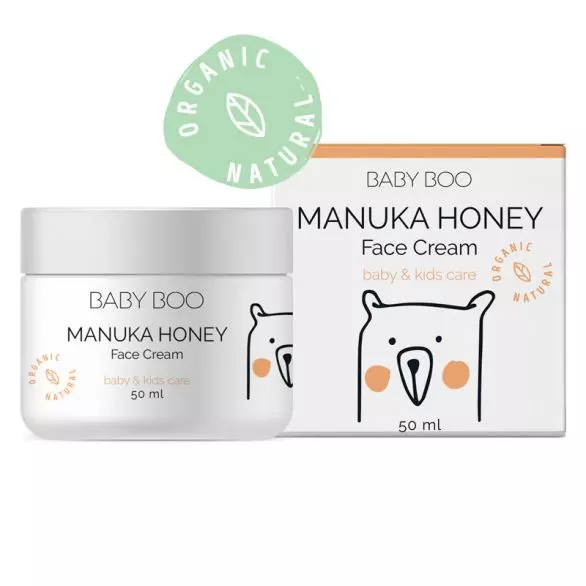 ORGANIC
NATURAL
BABY BOO
MANUKA HONEY
Face Cream
baby & kids care
ORGANIC
NATURAL
50 ml
BABY BOO
MANUKA HONEY
Face Cream
baby & kids care
50 ml
ORGANIC
NATURAL